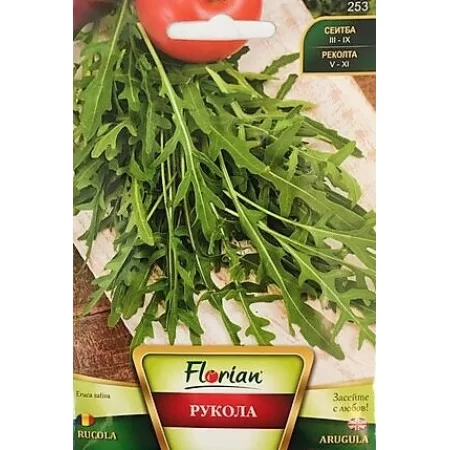 253
СЕИТБА
III - IX
РЕКОЛТА
V - XI
Florian®
РУКОЛА
Eruca sativa
RUCOLA
Засейте
с любов!
ARUGULA